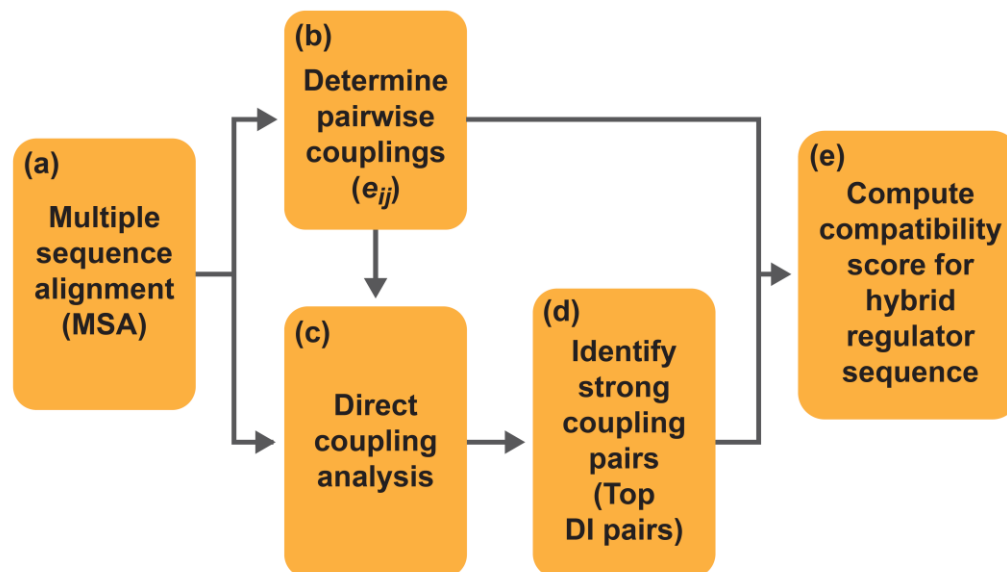 (a)
Multiple
sequence
alignment
(MSA)
(b)
Determine
pairwise
couplings
(eij)
(c)
Direct
coupling
analysis
(d)
Identify
strong
coupling
pairs
(Top
DI pairs)
(e)
Compute
compatibility
score for
hybrid
regulator
sequence